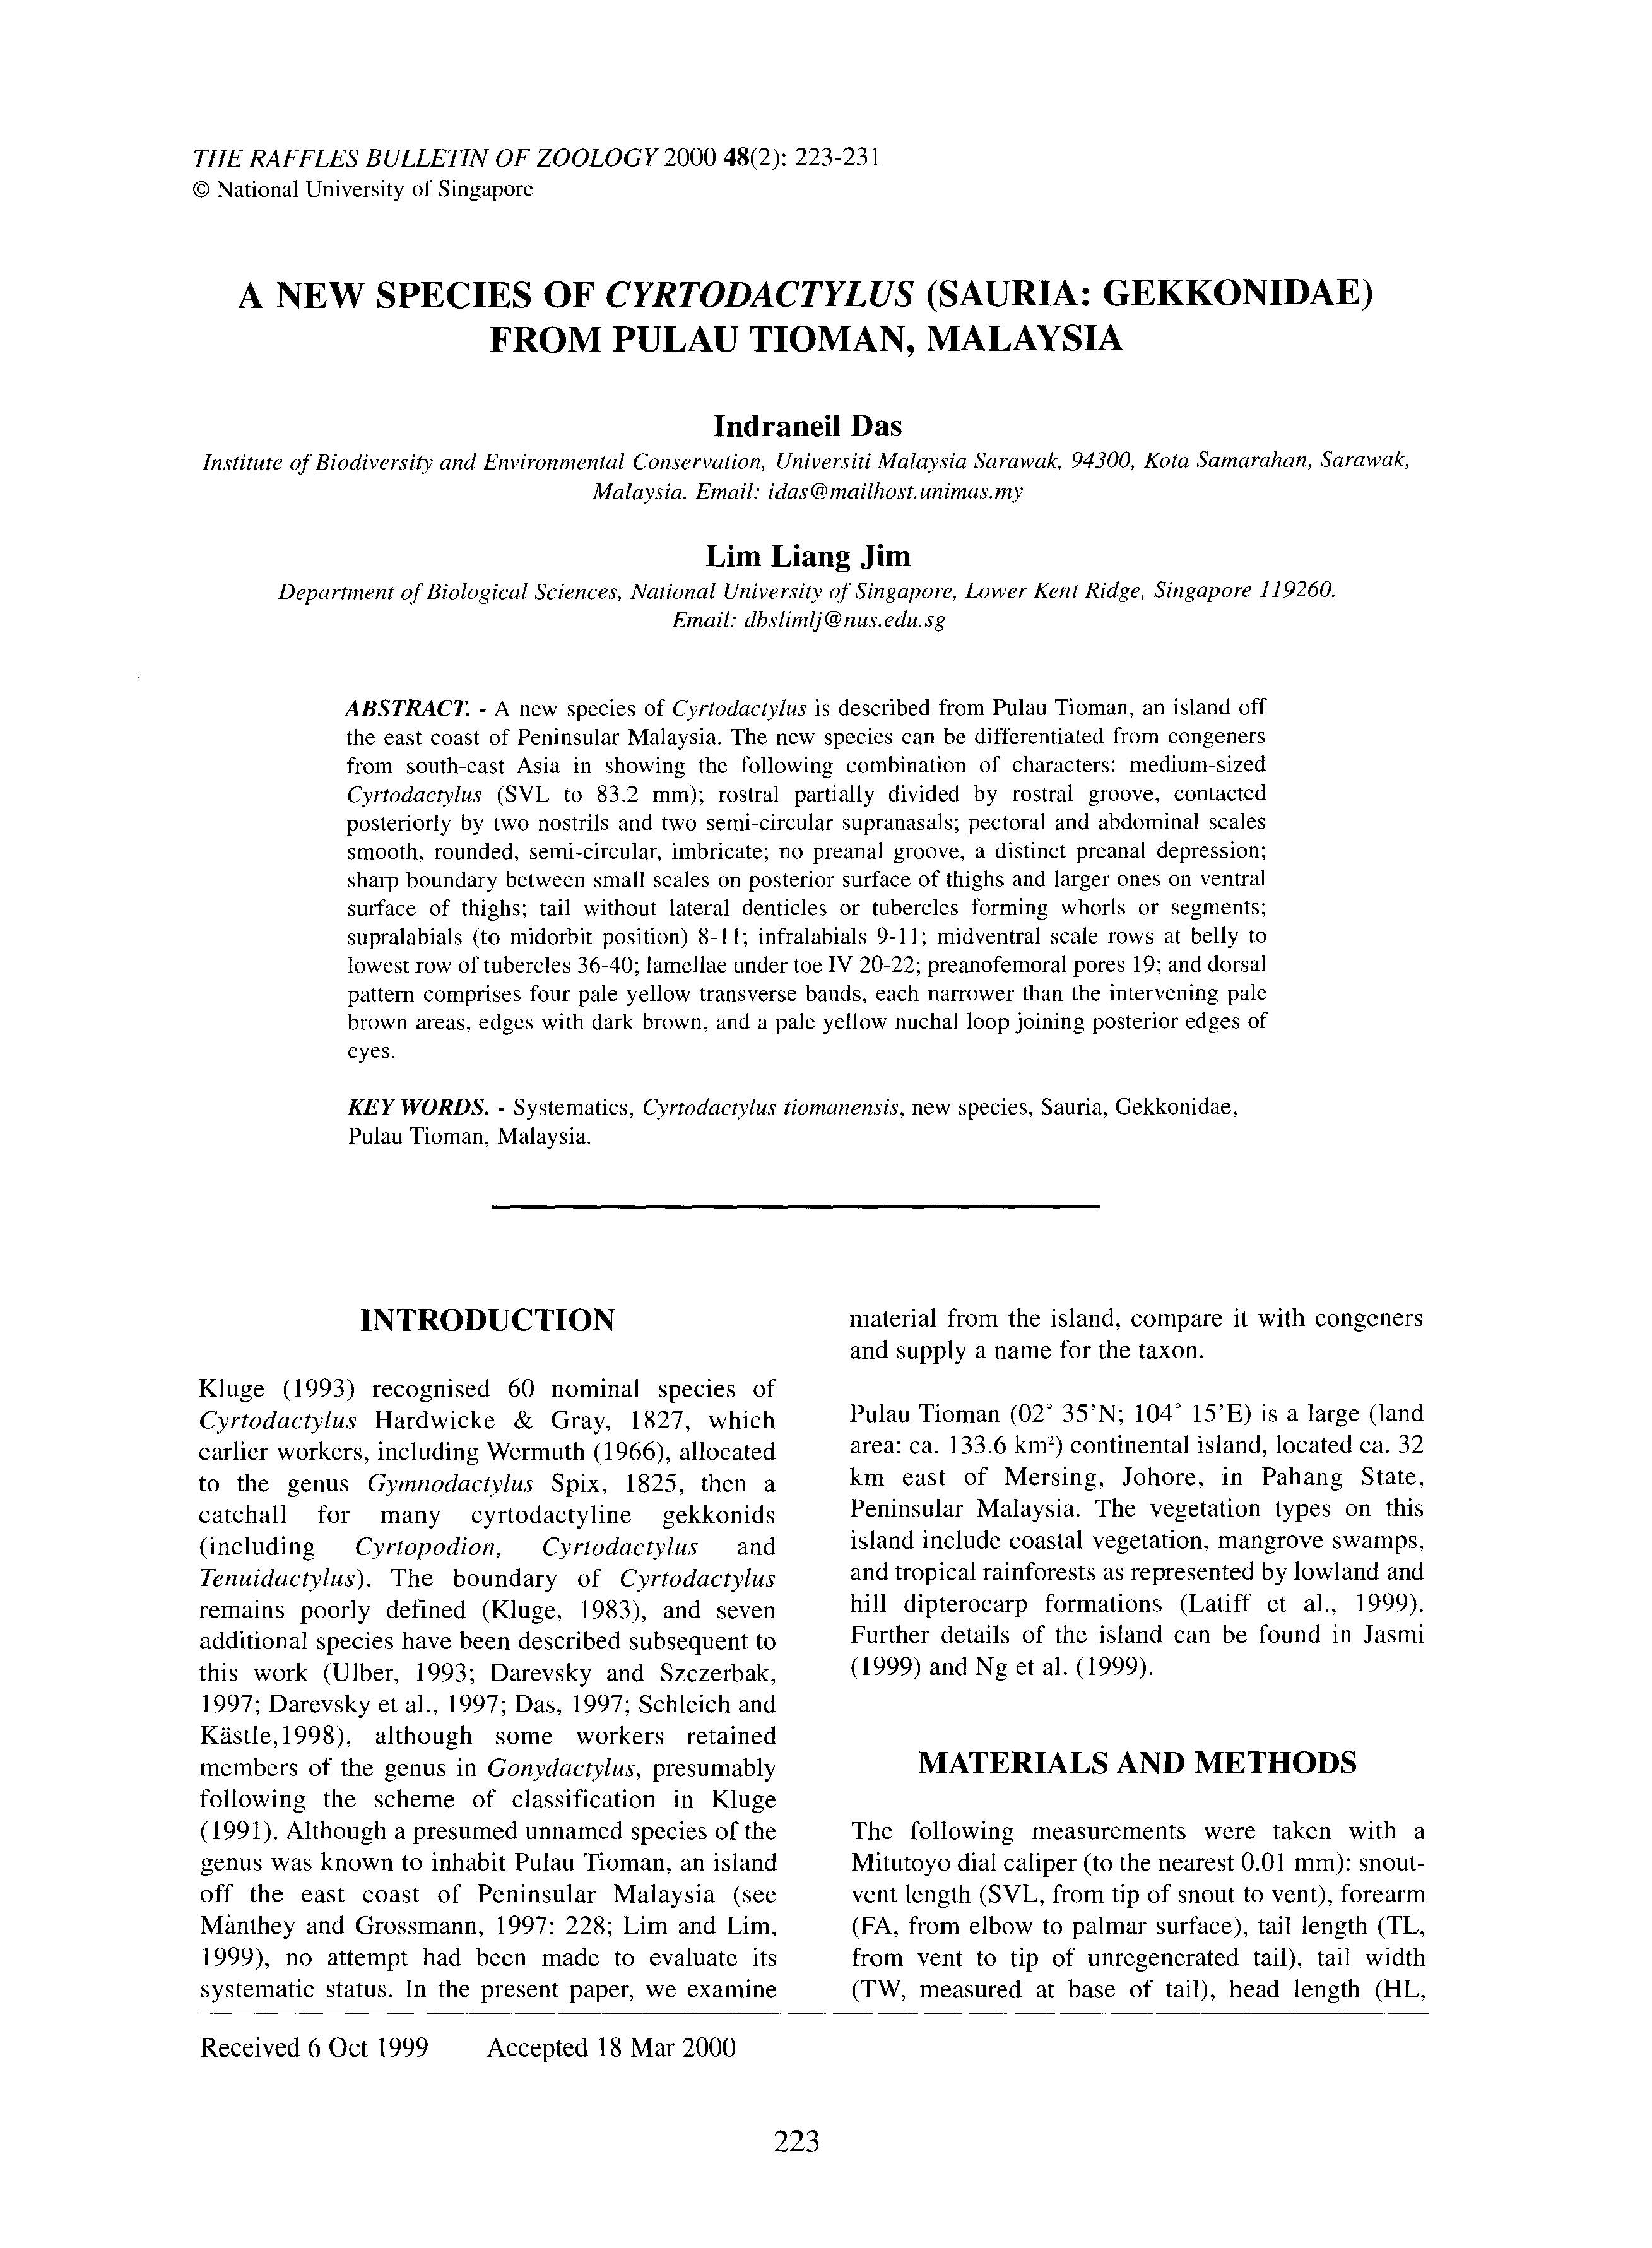 THE RAFFLES BULLETIN OF ZOOLOGY 2000 48(2): 223-231
© National University of Singapore
A NEW SPECIES OF CYRTODACTYLUS (SAURIA: GEKKONIDAE)
FROM PULAU TIOMAN, MALAYSIA
Indraneil Das
Institute of Biodiversity and Environmental Conservation, Universiti Malaysia Sarawak, 94300, Kota Samarahan, Sarawak,
Malaysia. Email: idas@mailhost.unimas.my
Lim Liang Jim
Department of Biological Sciences, National University of Singapore, Lower Kent Ridge, Singapore 119260.
Email: dbslimlj@nus.edu.sg
ABSTRACT. - A new species of Cyrtodactylus is described from Pulau Tioman, an island off
the east coast of Peninsular Malaysia. The new species can be differentiated from congeners
from south-east Asia in showing the following combination of characters: medium-sized
Cyrtodactylus (SVL to 83.2 mm); rostral partially divided by rostral groove, contacted
posteriorly by two nostrils and two semi-circular supranasals; pectoral and abdominal scales
smooth, rounded, semi-circular, imbricate; no preanal groove, a distinct preanal depression;
sharp boundary between small scales on posterior surface of thighs and larger ones on ventral
surface of thighs; tail without lateral denticles or tubercles forming whorls or segments;
supralabials (to midorbit position) 8-11; infralabials 9-11; midventral scale rows at belly to
lowest row of tubercles 36-40; lamellae under toe IV 20-22; preanofemoral pores 19; and dorsal
pattern comprises four pale yellow transverse bands, each narrower than the intervening pale
brown areas, edges with dark brown, and a pale yellow nuchal loop joining posterior edges of
eyes.
KEY WORDS. - Systematics, Cyrtodactylus tiomanensis, new species, Sauria, Gekkonidae,
Pulau Tioman, Malaysia.
INTRODUCTION
Kluge (1993) recognised 60 nominal species of
Cyrtodactylus Hardwicke & Gray, 1827, which
earlier workers, including Wermuth (1966), allocated
to the genus Gymnodactylus Spix, 1825, then a
catchall for many cyrtodactyline gekkonids
(including Cyrtopodion, Cyrtodactylus and
Tenuidactylus). The boundary of Cyrtodactylus
remains poorly defined (Kluge, 1983), and seven
additional species have been described subsequent to
this work (Ulber, 1993; Darevsky and Szczerbak,
1997; Darevsky et al., 1997; Das, 1997; Schleich and
Kästle,1998), although some workers retained
members of the genus in Gonydactylus, presumably
following the scheme of classification in Kluge
(1991). Although a presumed unnamed species of the
genus was known to inhabit Pulau Tioman, an island
off the east coast of Peninsular Malaysia (see
Manthey and Grossmann, 1997: 228; Lim and Lim,
1999), no attempt had been made to evaluate its
systematic status. In the present paper, we examine
material from the island, compare it with congeners
and supply a name for the taxon.
Pulau Tioman (02° 35'N; 104° 15'E) is a large (land
area: ca. 133.6 km²) continental island, located ca. 32
km east of Mersing, Johore, in Pahang State,
Peninsular Malaysia. The vegetation types on this
island include coastal vegetation, mangrove swamps,
and tropical rainforests as represented by lowland and
hill dipterocarp formations (Latiff et al., 1999).
Further details of the island can be found in Jasmi
(1999) and Ng et al. (1999).
MATERIALS AND METHODS
The following measurements were taken with a
Mitutoyo dial caliper (to the nearest 0.01 mm): snout-
vent length (SVL, from tip of snout to vent), forearm
(FA, from elbow to palmar surface), tail length (TL,
from vent to tip of unregenerated tail), tail width
(TW, measured at base of tail), head length (HL,
Received 6 Oct 1999 Accepted 18 Mar 2000
223